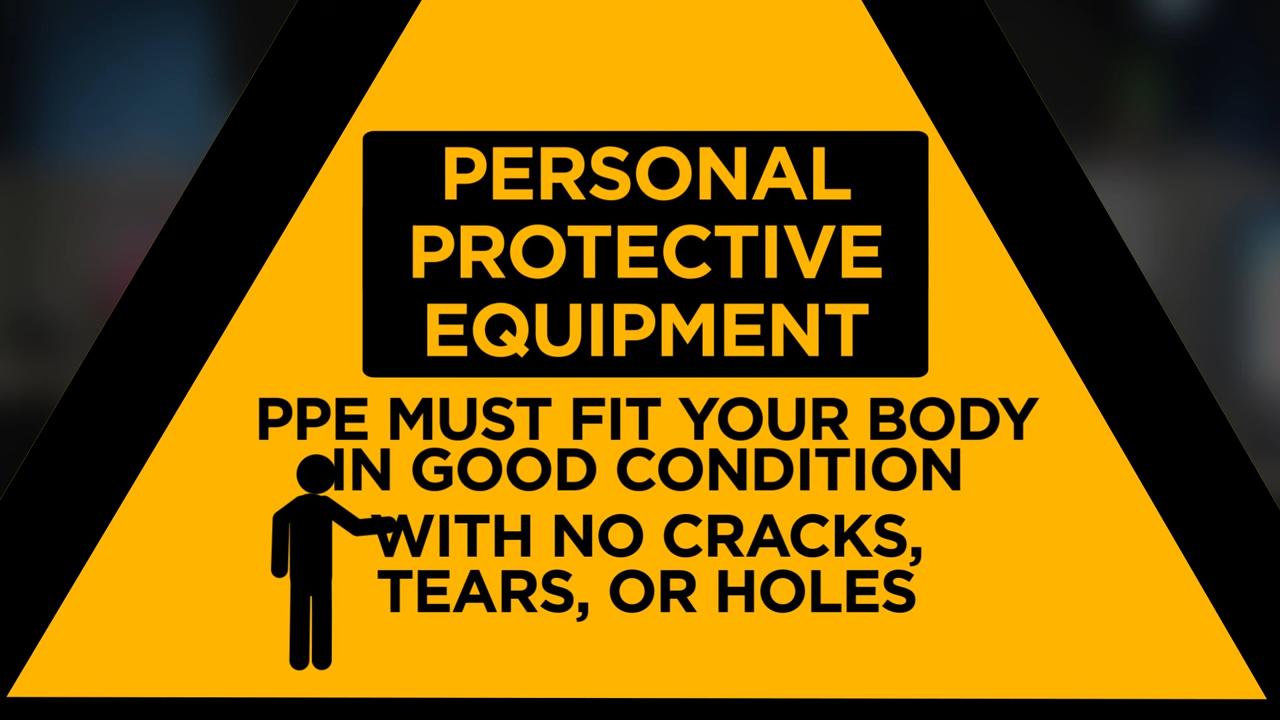 PERSONAL
PROTECTIVE
EQUIPMENT
PPE MUST FIT YOUR BODY
IN GOOD CONDITION
WITH NO CRACKS,
TEARS, OR HOLES